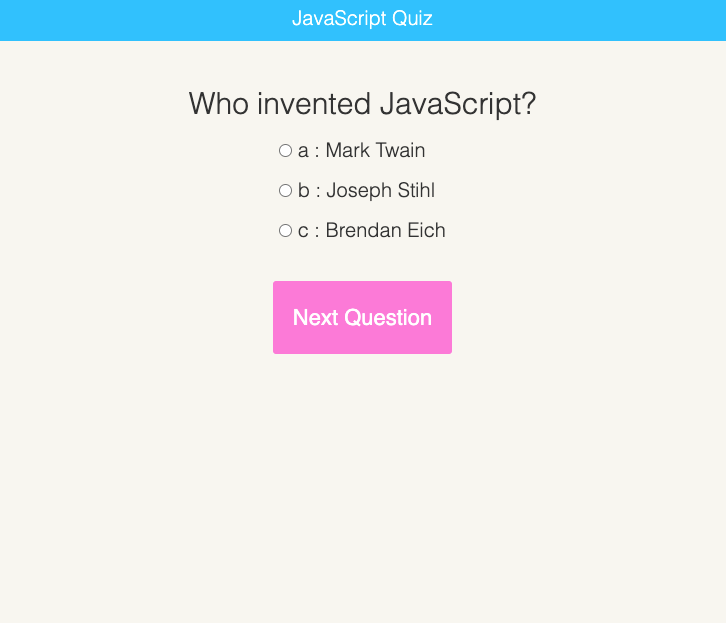 JavaScript Quiz
Who invented JavaScript?
a : Mark Twain
b : Joseph Stihl
c : Brendan Eich
Next Question